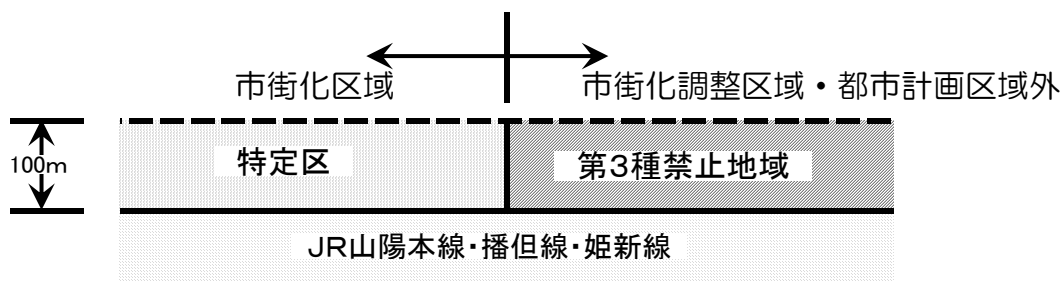 市街化区域
市街化調整区域・都市計画区域外
100m
特定区
第3種禁止地域
JR山陽本線・播但線・姫新線